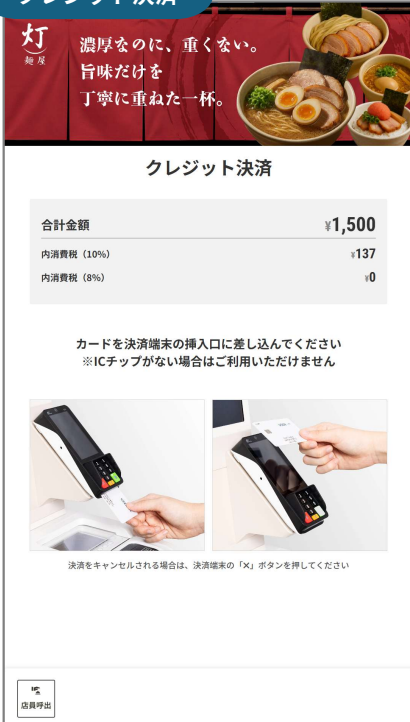 クレジット決済
灯
麺屋
濃厚なのに、重くない。
旨味だけを
丁寧に重ねた一杯。
クレジット決済
合計金額 ¥1,500
内消費税（10%） ¥137
内消費税（8%） ¥0
カードを決済端末の挿入口に差し込んでください
※ICチップがない場合はご利用いただけません
決済をキャンセルされる場合は、決済端末の「×」ボタンを押してください
店員呼出